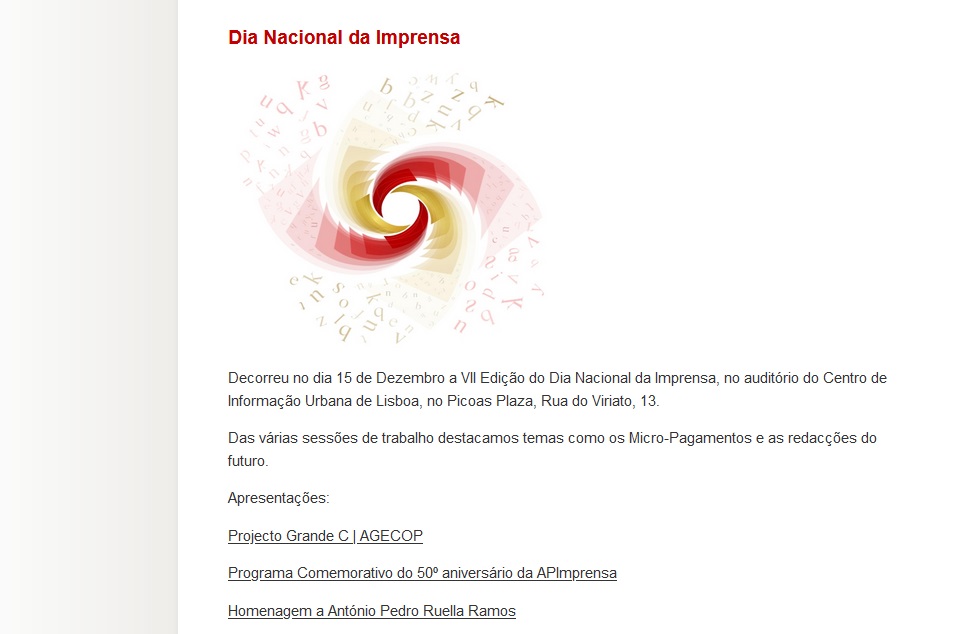 Dia Nacional da Imprensa
Decorreu no dia 15 de Dezembro a VII Edição do Dia Nacional da Imprensa, no auditório do Centro de
Informação Urbana de Lisboa, no Picoas Plaza, Rua do Viriato, 13.
Das várias sessões de trabalho destacamos temas como os Micro-Pagamentos e as redacções do
futuro.
Apresentações:
Projecto Grande C | AGECOP
Programa Comemorativo do 50º aniversário da APImprensa
Homenagem a António Pedro Ruella Ramos